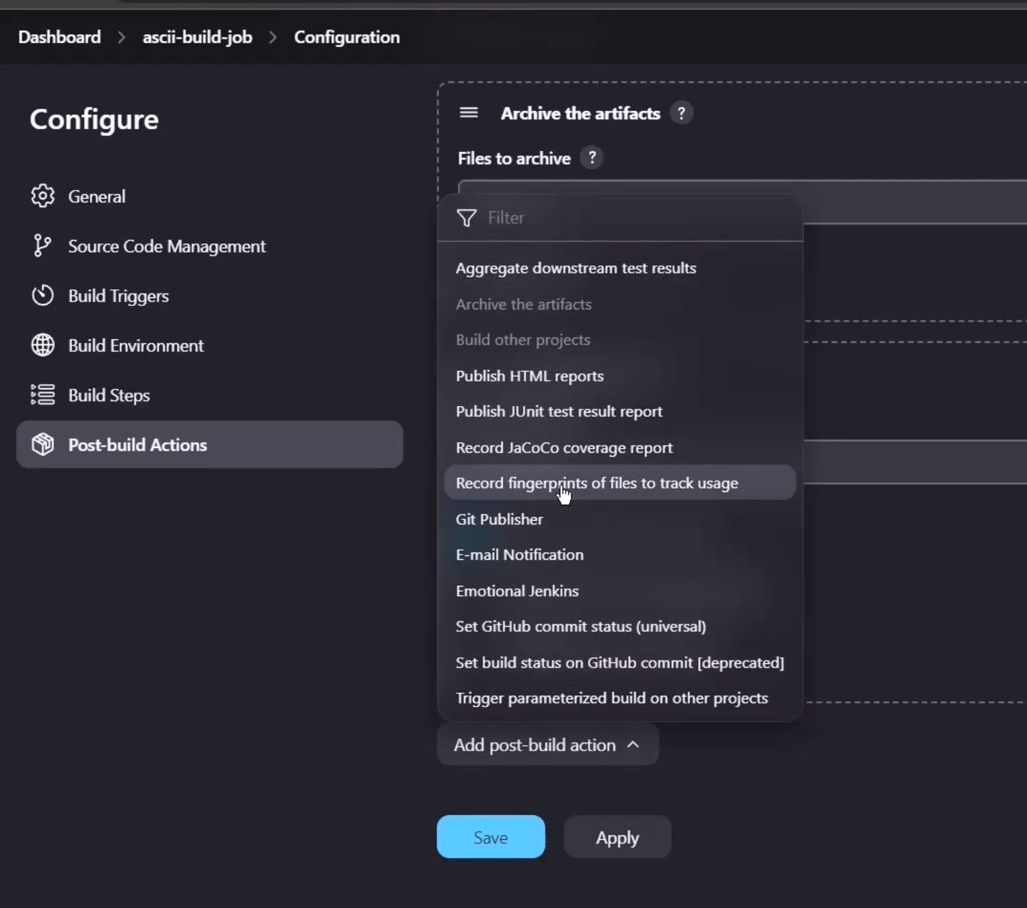 Dashboard > ascii-build-job > Configuration
Configure
General
Source Code Management
Build Triggers
Build Environment
Build Steps
Post-build Actions
Archive the artifacts ?
Files to archive ?
Filter
Aggregate downstream test results
Archive the artifacts
Build other projects
Publish HTML reports
Publish JUnit test result report
Record JaCoCo coverage report
Record fingerprints of files to track usage
Git Publisher
E-mail Notification
Emotional Jenkins
Set GitHub commit status (universal)
Set build status on GitHub commit [deprecated]
Trigger parameterized build on other projects
Add post-build action
Save
Apply